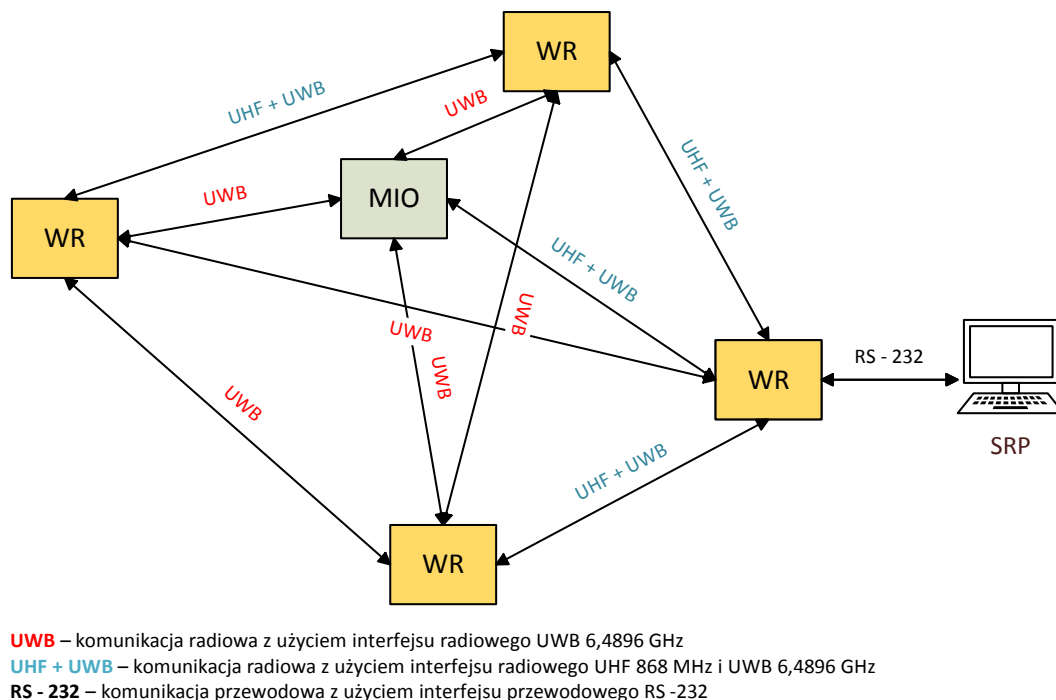 WR
UHF + UWB
UWB
UHF + UWB
MIO
UWB
WR
UHF + UWB
UWB
UWB
UWB
WR
RS - 232
SRP
UWB
UHF + UWB
WR
UWB – komunikacja radiowa z użyciem interfejsu radiowego UWB 6,4896 GHz
UHF + UWB – komunikacja radiowa z użyciem interfejsu radiowego UHF 868 MHz i UWB 6,4896 GHz
RS - 232 – komunikacja przewodowa z użyciem interfejsu przewodowego RS -232